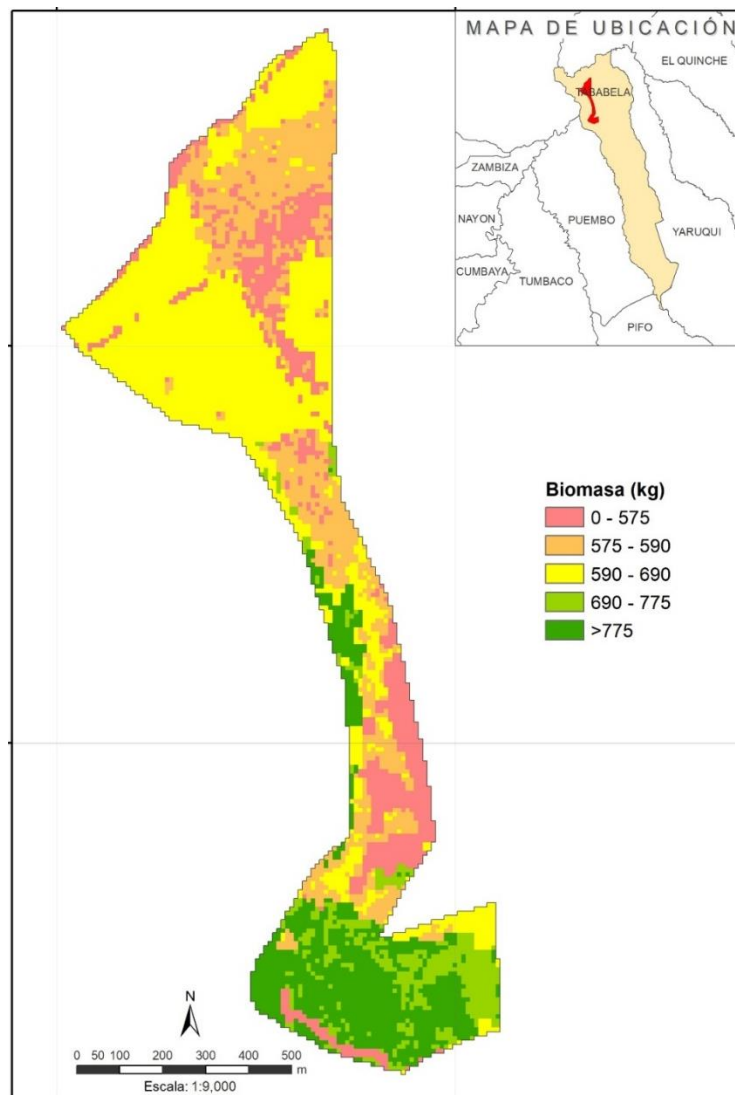 MAPA DE UBICACIÓN
EL QUINCHE
TABABELA
ZAMBIZA
NAYON
PUEMBO
YARUQUI
CUMBAYA
TUMBACO
PIFO
Biomasa (kg)
0 - 575
575 - 590
590 - 690
690 - 775
>775
N
0 50 100 200 300 400 500
m
Escala: 1:9,000